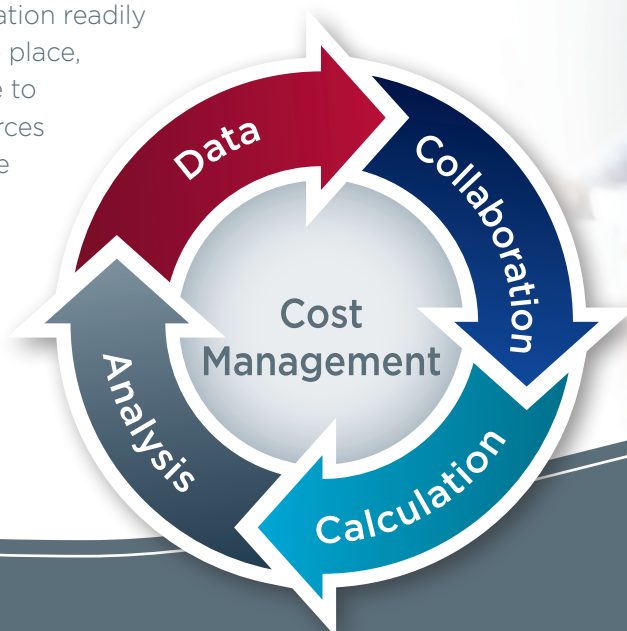 ation readily
place,
e to
rces
e
Data
Collaboration
Cost
Management
Analysis
Calculation